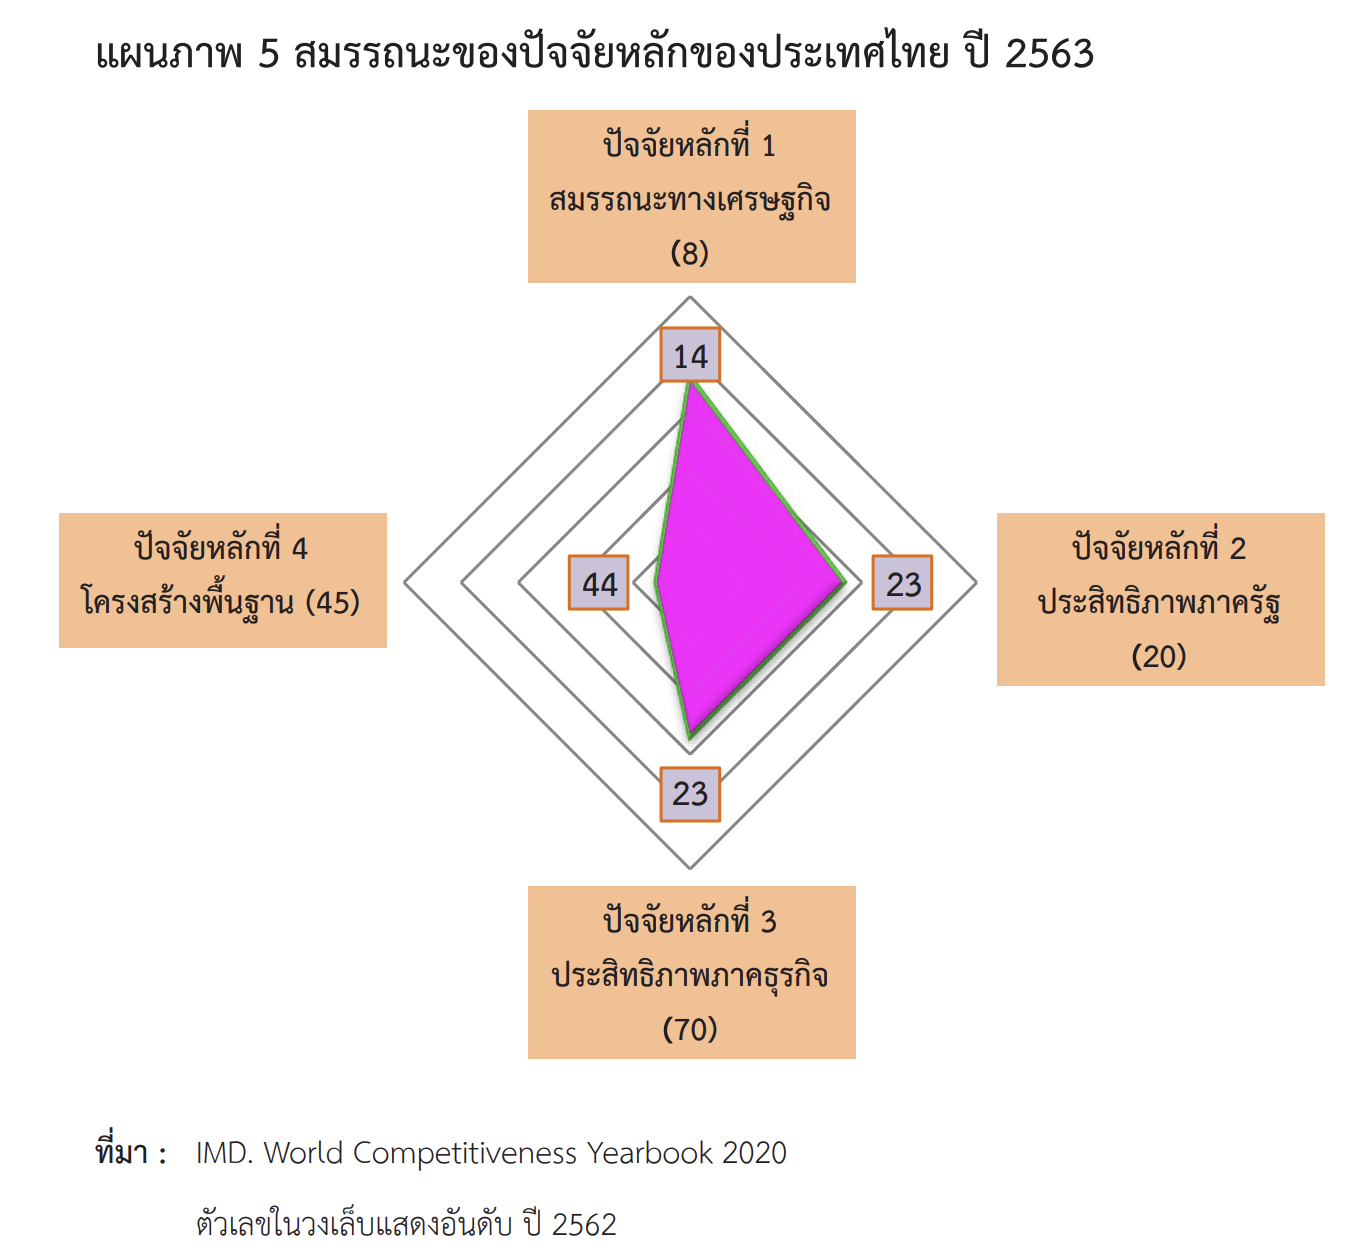 แผนภาพ 5 สมรรถนะของปัจจัยหลักของประเทศไทย ปี 2563
ปัจจัยหลักที่ 1
สมรรถนะทางเศรษฐกิจ
(8)
14
ปัจจัยหลักที่ 4
โครงสร้างพื้นฐาน (45)
44
23
ปัจจัยหลักที่ 2
ประสิทธิภาพภาครัฐ
(20)
23
ปัจจัยหลักที่ 3
ประสิทธิภาพภาคธุรกิจ
(70)
ที่มา : IMD. World Competitiveness Yearbook 2020
ตัวเลขในวงเล็บแสดงอันดับ ปี 2562